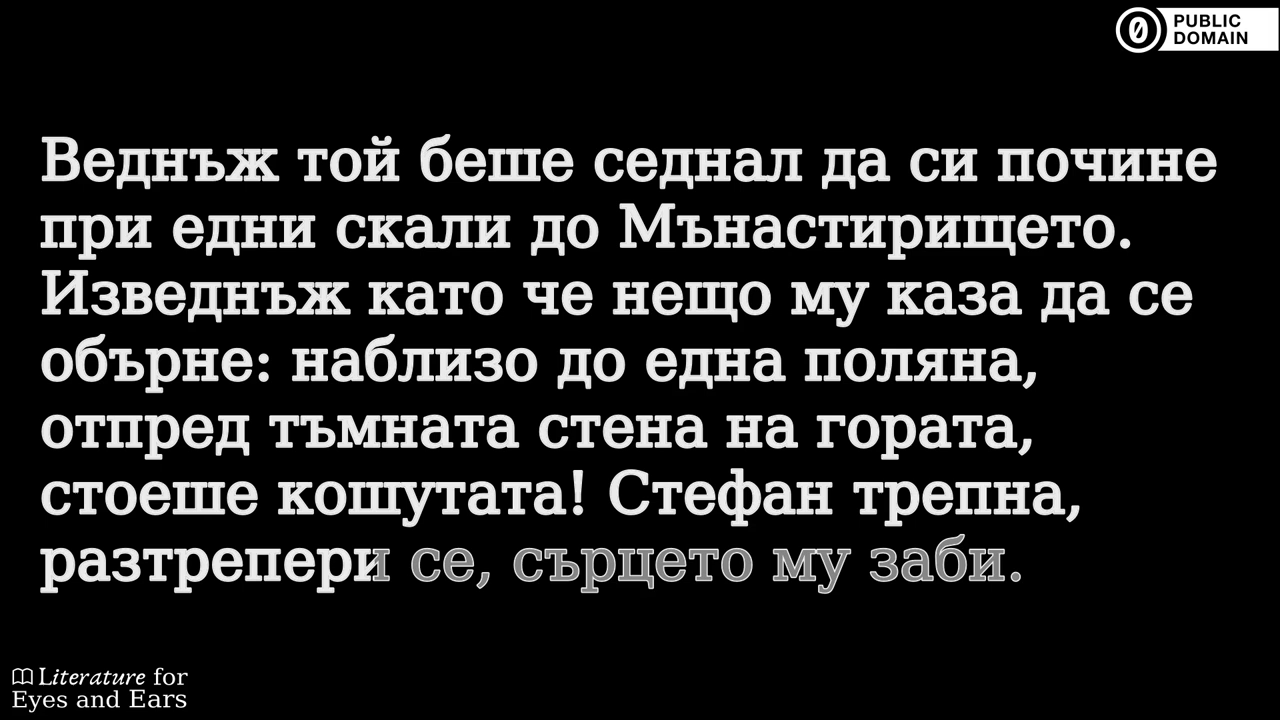 PUBLIC
DOMAIN
Веднъж той беше седнал да си почине
при едни скали до Мънастирището.
Изведнъж като че нещо му каза да се
обърне: наблизо до една поляна,
отпред тъмната стена на гората,
стоеше кошутата! Стефан трепна,
разтрепери се, сърцето му заби.
Literature for
Eyes and Ears